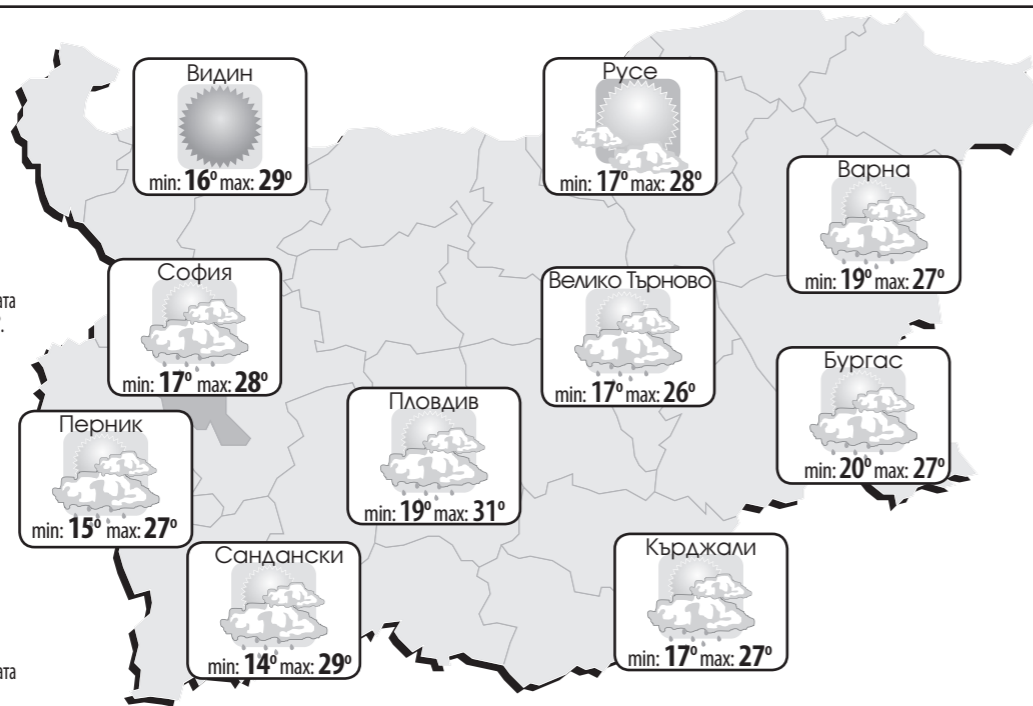 Видин
min: 16° max: 29°
Русе
min: 17° max: 28°
Варна
min: 19° max: 27°
София
min: 17° max: 28°
Велико Търново
min: 17° max: 26°
Бургас
min: 20° max: 27°
Пловдив
min: 19° max: 31°
Перник
min: 15° max: 27°
Сандански
min: 14° max: 29°
Кърджали
min: 17° max: 27°
ата
ата